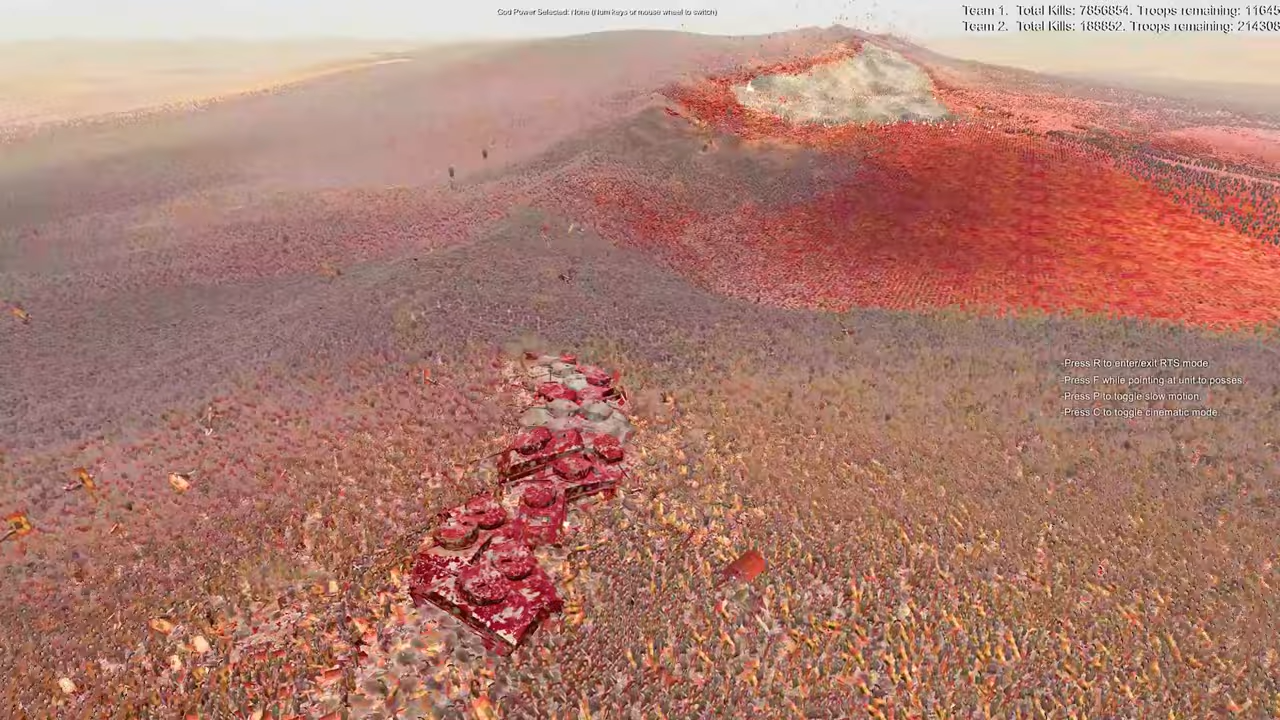 God Power Selected: None (Num keys or mouse wheel to switch)
Team 1. Total Kills: 7856854. Troops remaining: 11645
Team 2. Total Kills: 188852. Troops remaining: 214308
-Press R to enter/exit RTS mode
-Press F while pointing at unit to posses.
-Press P to toggle slow motion.
-Press C to toggle cinematic mode.